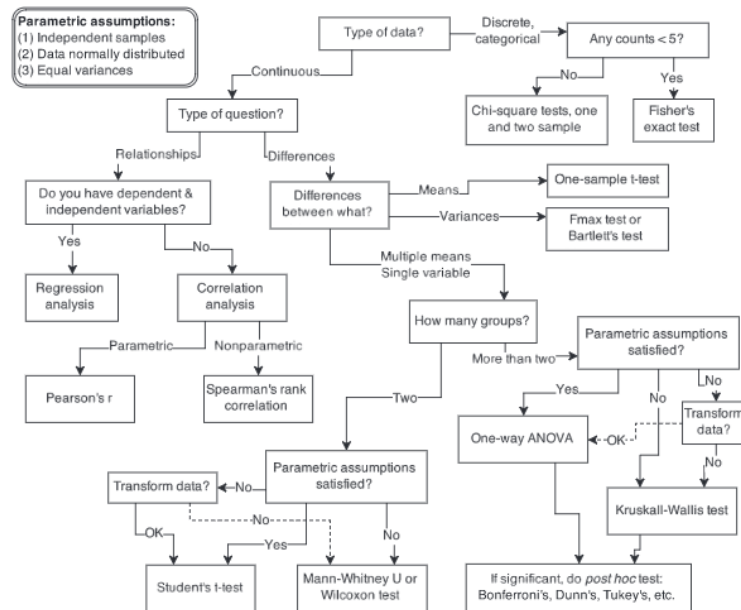 Parametric assumptions:
(1) Independent samples
(2) Data normally distributed
(3) Equal variances
Type of data?
Discrete,
categorical
Any counts < 5?
Continuous
No
Yes
Type of question?
Chi-square tests, one
and two sample
Fisher's
exact test
Relationships
Differences
Do you have dependent &
independent variables?
Differences
between what?
Means
One-sample t-test
Variances
Fmax test or
Bartlett's test
Yes
No
Multiple means
Single variable
Regression
analysis
Correlation
analysis
How many groups?
Parametric assumptions
satisfied?
Parametric
Nonparametric
More than two
Pearson's r
Spearman's rank
correlation
Two
Yes
No
No
Transform
data?
One-way ANOVA
OK
No
Transform data?
No
Parametric assumptions
satisfied?
Kruskall-Wallis test
OK
No
Yes
No
Student's t-test
Mann-Whitney U or
Wilcoxon test
If significant, do post hoc test:
Bonferroni's, Dunn's, Tukey's, etc.